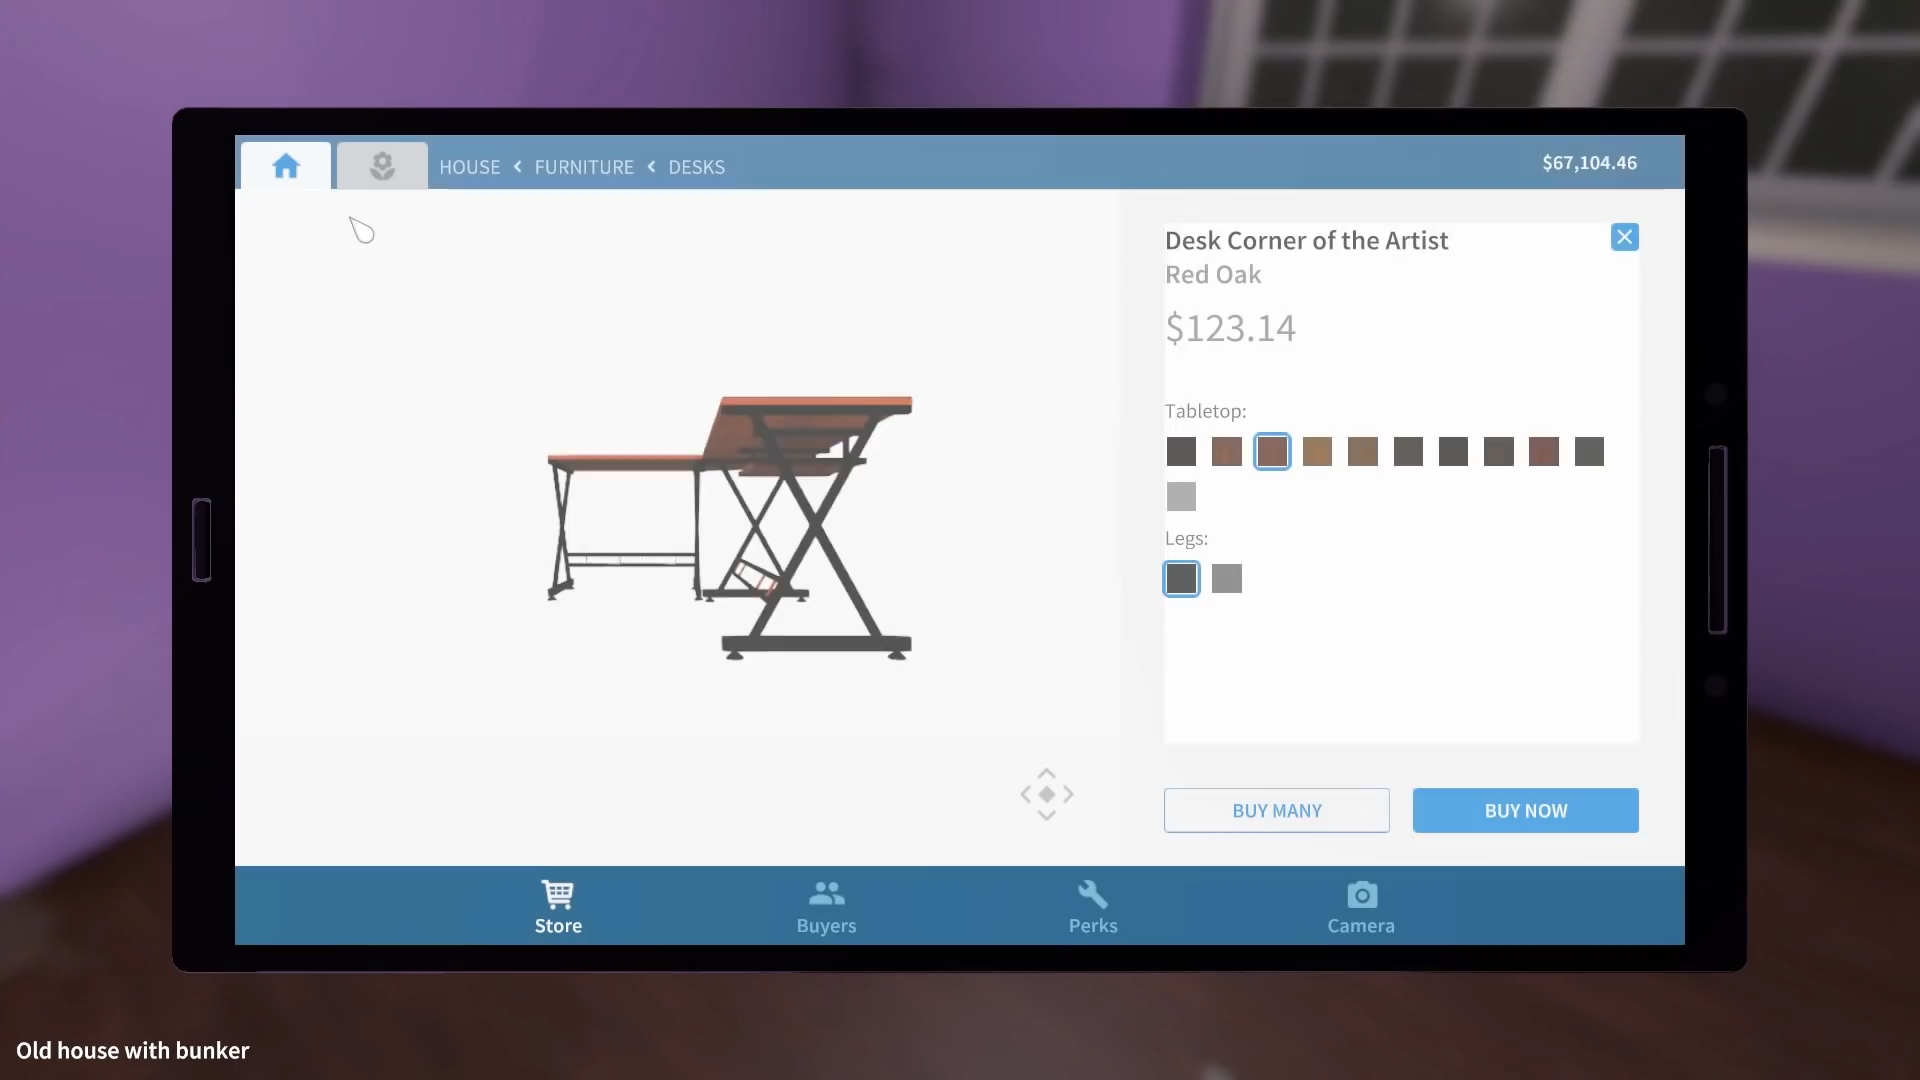 HOUSE < FURNITURE < DESKS
$67,104.46
Desk Corner of the Artist
Red Oak
$123.14
Tabletop:
Legs:
BUY MANY
BUY NOW
Store
Buyers
Perks
Camera
Old house with bunker